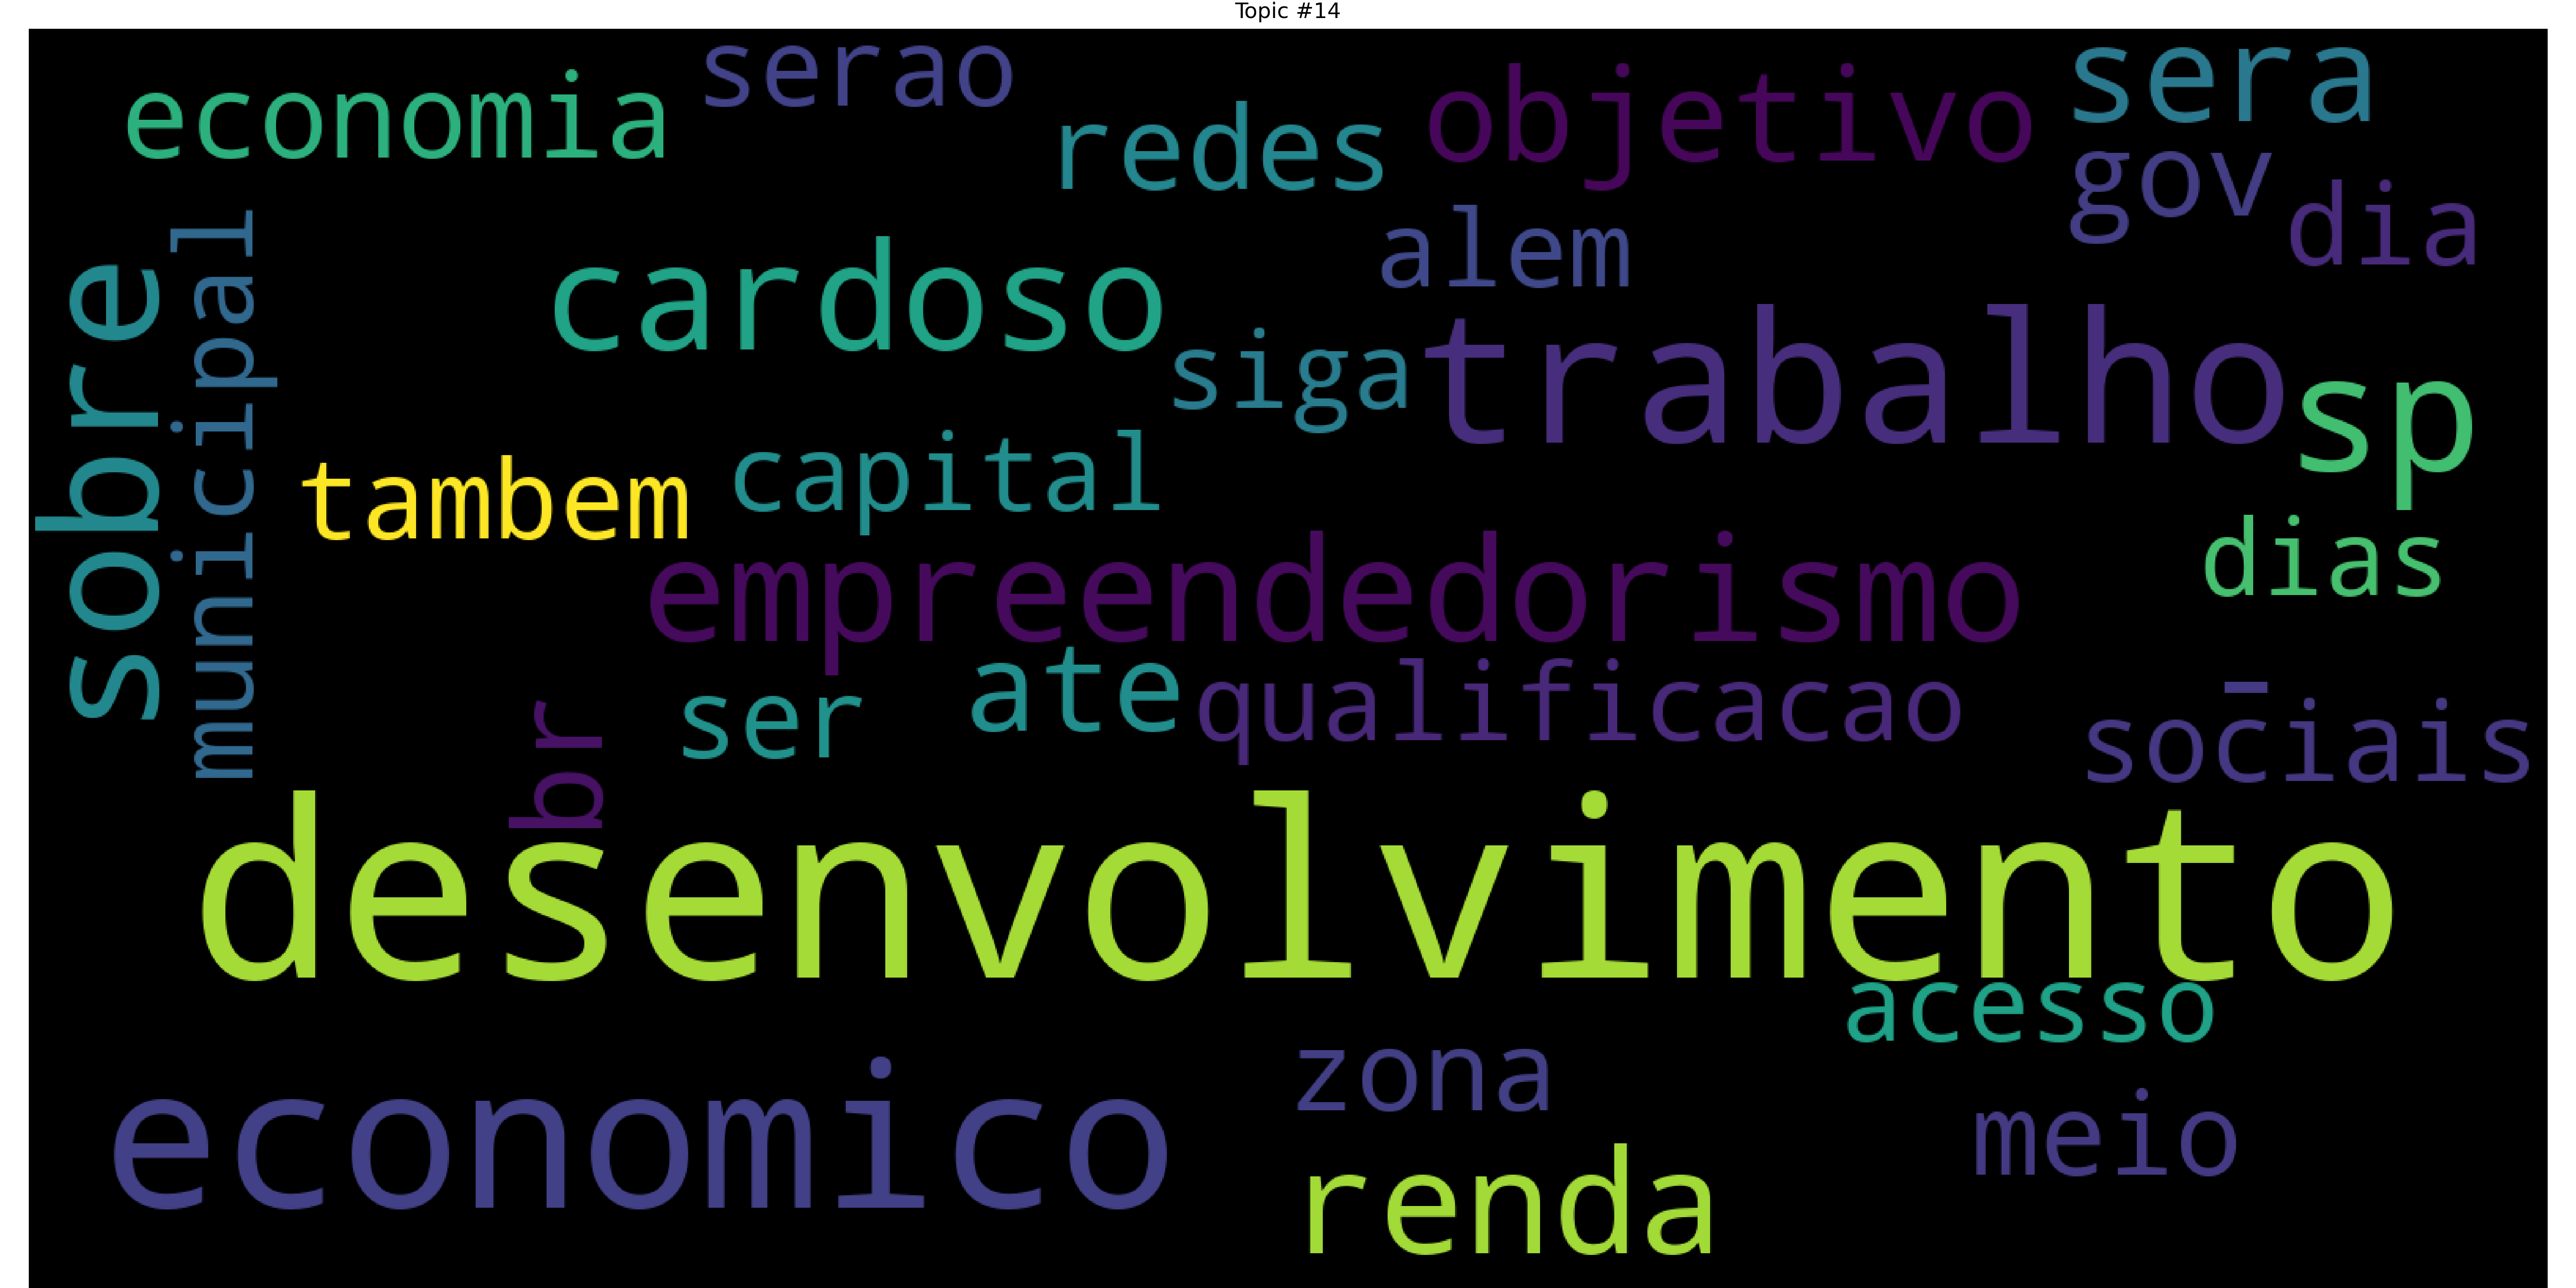 Topic #14
economia
serao
redes
objetivo
sera
gov
dia
sobre
municipal
cardoso
alem
siga
trabalho
sp
tambem
capital
dias
empreendedorismo
br
ser
ate
qualificacao
_
sociais
desenvolvimento
acesso
economico
zona
renda
meio